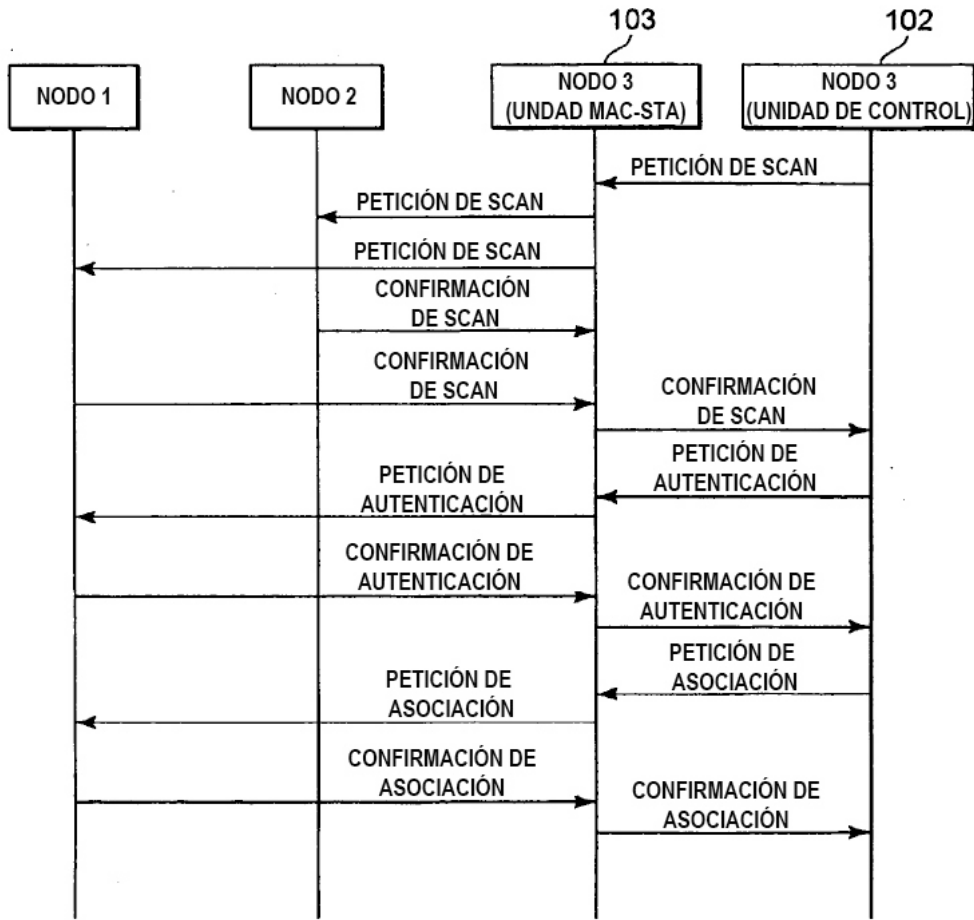 103
102
NODO 1
NODO 2
NODO 3
(UNDAD MAC-STA)
NODO 3
(UNIDAD DE CONTROL)
PETICIÓN DE SCAN
PETICIÓN DE SCAN
PETICIÓN DE SCAN
CONFIRMACIÓN
DE SCAN
CONFIRMACIÓN
DE SCAN
CONFIRMACIÓN
DE SCAN
PETICIÓN DE
AUTENTICACIÓN
PETICIÓN DE
AUTENTICACIÓN
CONFIRMACIÓN DE
AUTENTICACIÓN
CONFIRMACIÓN DE
AUTENTICACIÓN
PETICIÓN DE
ASOCIACIÓN
PETICIÓN DE
ASOCIACIÓN
CONFIRMACIÓN DE
ASOCIACIÓN
CONFIRMACIÓN DE
ASOCIACIÓN